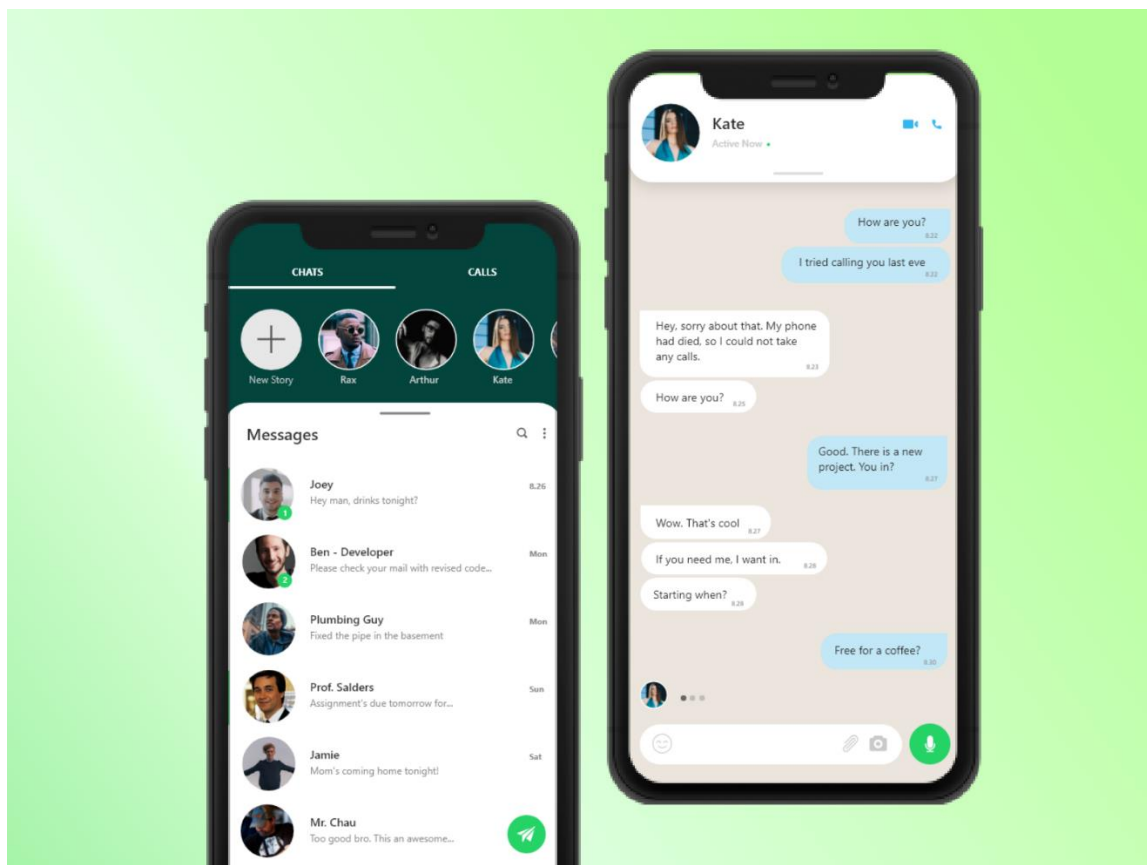 CHATS
CALLS
New Story
Rax
Arthur
Kate
Messages
Joey
8.26
Hey man, drinks tonight?
1
Ben - Developer
Mon
Please check your mail with revised code...
2
Plumbing Guy
Mon
Fixed the pipe in the basement
Prof. Salders
Sun
Assignment's due tomorrow for...
Jamie
Sat
Mom's coming home tonight!
Mr. Chau
Too good bro. This an awesome...
Kate
Active Now
How are you?
8.22
I tried calling you last eve
8.22
Hey, sorry about that. My phone
had died, so I could not take
any calls.
8.23
How are you?
8.25
Good. There is a new
project. You in?
8.27
Wow. That's cool
8.27
If you need me, I want in.
8.28
Starting when?
8.28
Free for a coffee?
8.30